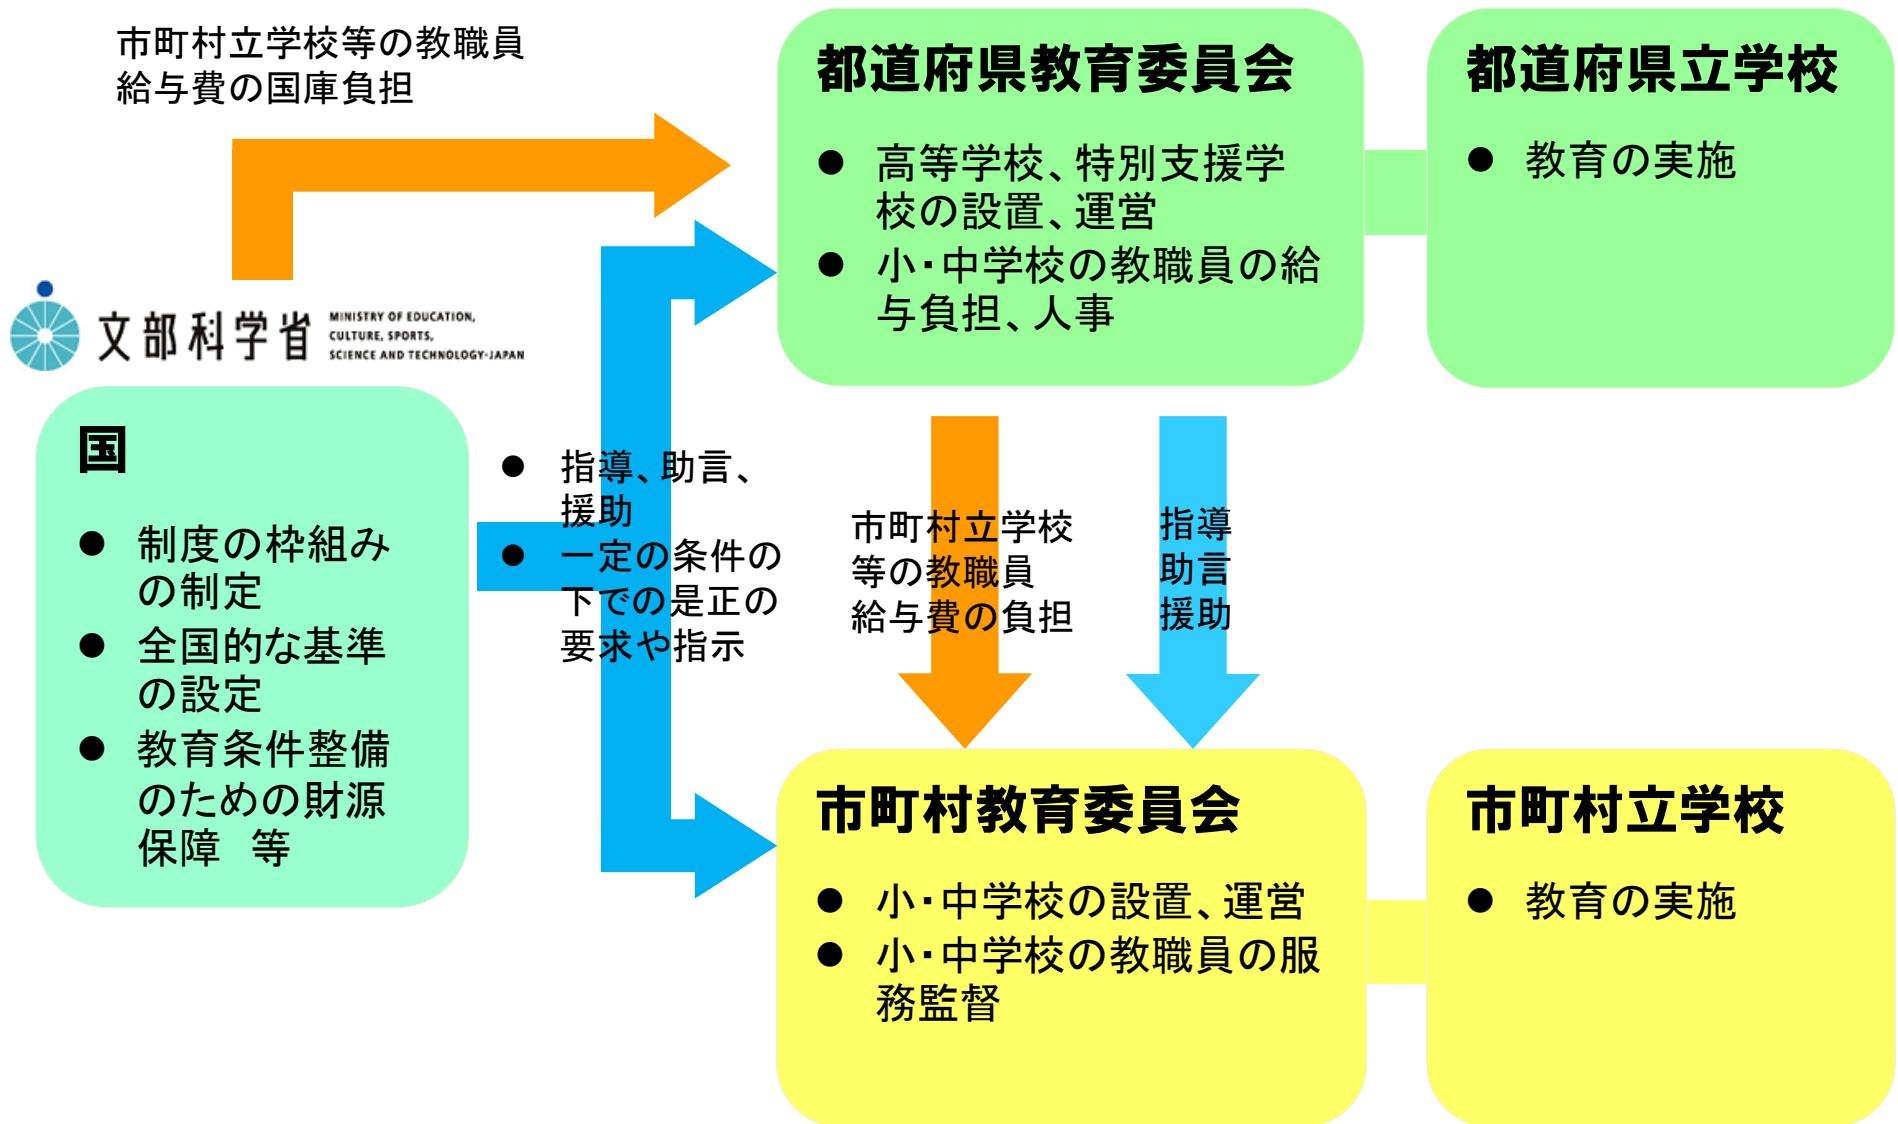 市町村立学校等の教職員
給与費の国庫負担
文部科学省
MINISTRY OF EDUCATION,
CULTURE, SPORTS,
SCIENCE AND TECHNOLOGY-JAPAN
国
● 制度の枠組み
の制定
● 全国的な基準
の設定
● 教育条件整備
のための財源
保障 等
● 指導、助言、
援助
● 一定の条件の
下での是正の
要求や指示
都道府県教育委員会
● 高等学校、特別支援学
校の設置、運営
● 小・中学校の教職員の給
与負担、人事
都道府県立学校
● 教育の実施
市町村立学校
等の教職員
給与費の負担
指導
助言
援助
市町村教育委員会
● 小・中学校の設置、運営
● 小・中学校の教職員の服
務監督
市町村立学校
● 教育の実施